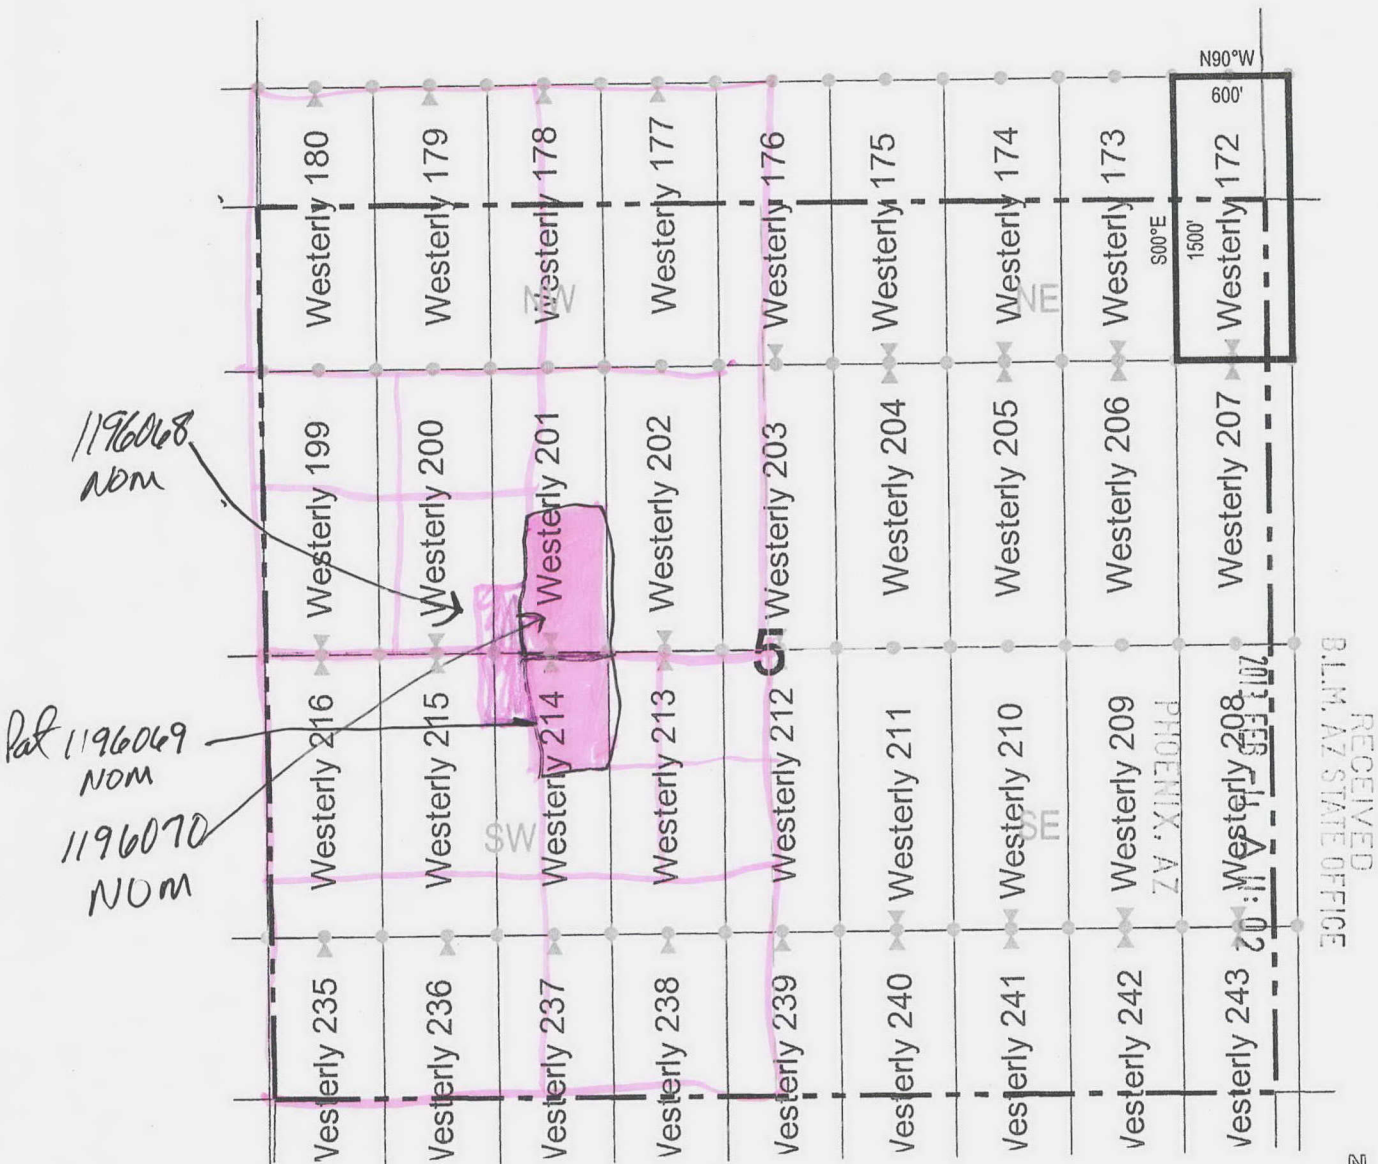 N90°W
600'
Westerly 180
Westerly 179
Westerly 178
Westerly 177
Westerly 176
Westerly 175
Westerly 174
Westerly 173
Westerly 172
S00°E
1500'
NW
NE
1196068
NOM
Westerly 199
Westerly 200
Westerly 201
Westerly 202
Westerly 203
Westerly 204
Westerly 205
Westerly 206
Westerly 207
5
Pat 1196069
NOM
1196070
NOM
Westerly 216
Westerly 215
Westerly 214
Westerly 213
Westerly 212
Westerly 211
Westerly 210
Westerly 209
Westerly 208
SW
SE
RECEIVED
B.L.M. AZ STATE OFFICE
PHOENIX, AZ
Westerly 235
Westerly 236
Westerly 237
Westerly 238
Westerly 239
Westerly 240
Westerly 241
Westerly 242
Westerly 243